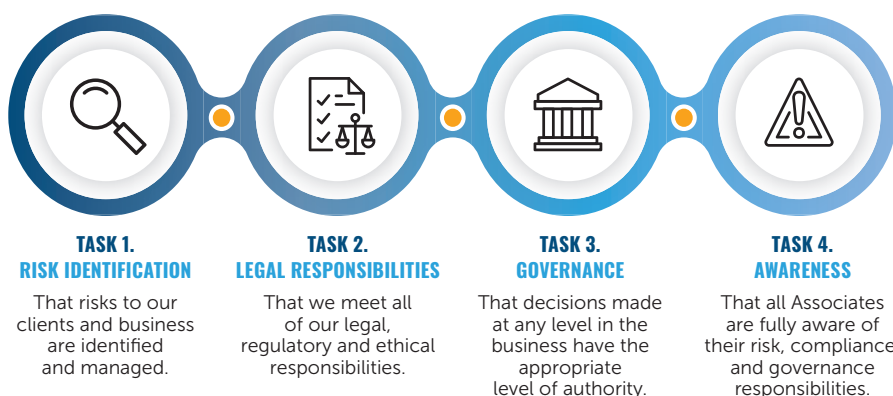 TASK 1.
RISK IDENTIFICATION
That risks to our
clients and business
are identified
and managed.
TASK 2.
LEGAL RESPONSIBILITIES
That we meet all
of our legal,
regulatory and ethical
responsibilities.
TASK 3.
GOVERNANCE
That decisions made
at any level in the
business have the
appropriate
level of authority.
TASK 4.
AWARENESS
That all Associates
are fully aware of
their risk, compliance
and governance
responsibilities.